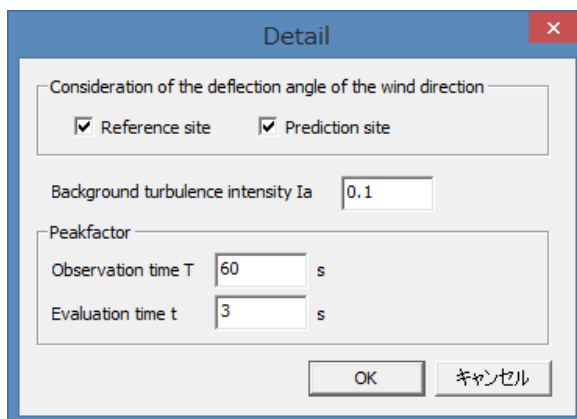 Detail
Consideration of the deflection angle of the wind direction
Reference site Prediction site
Background turbulence intensity Ia 0.1
Peakfactor
Observation time T 60 s
Evaluation time t 3 s
OK キャンセル